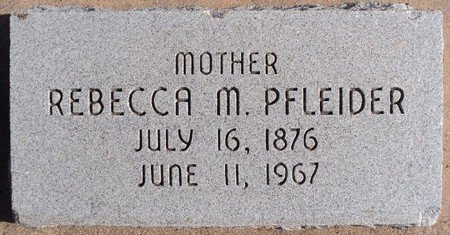 MOTHER
REBECCA M. PFLEIDER
JULY 16, 1876
JUNE 11, 1967